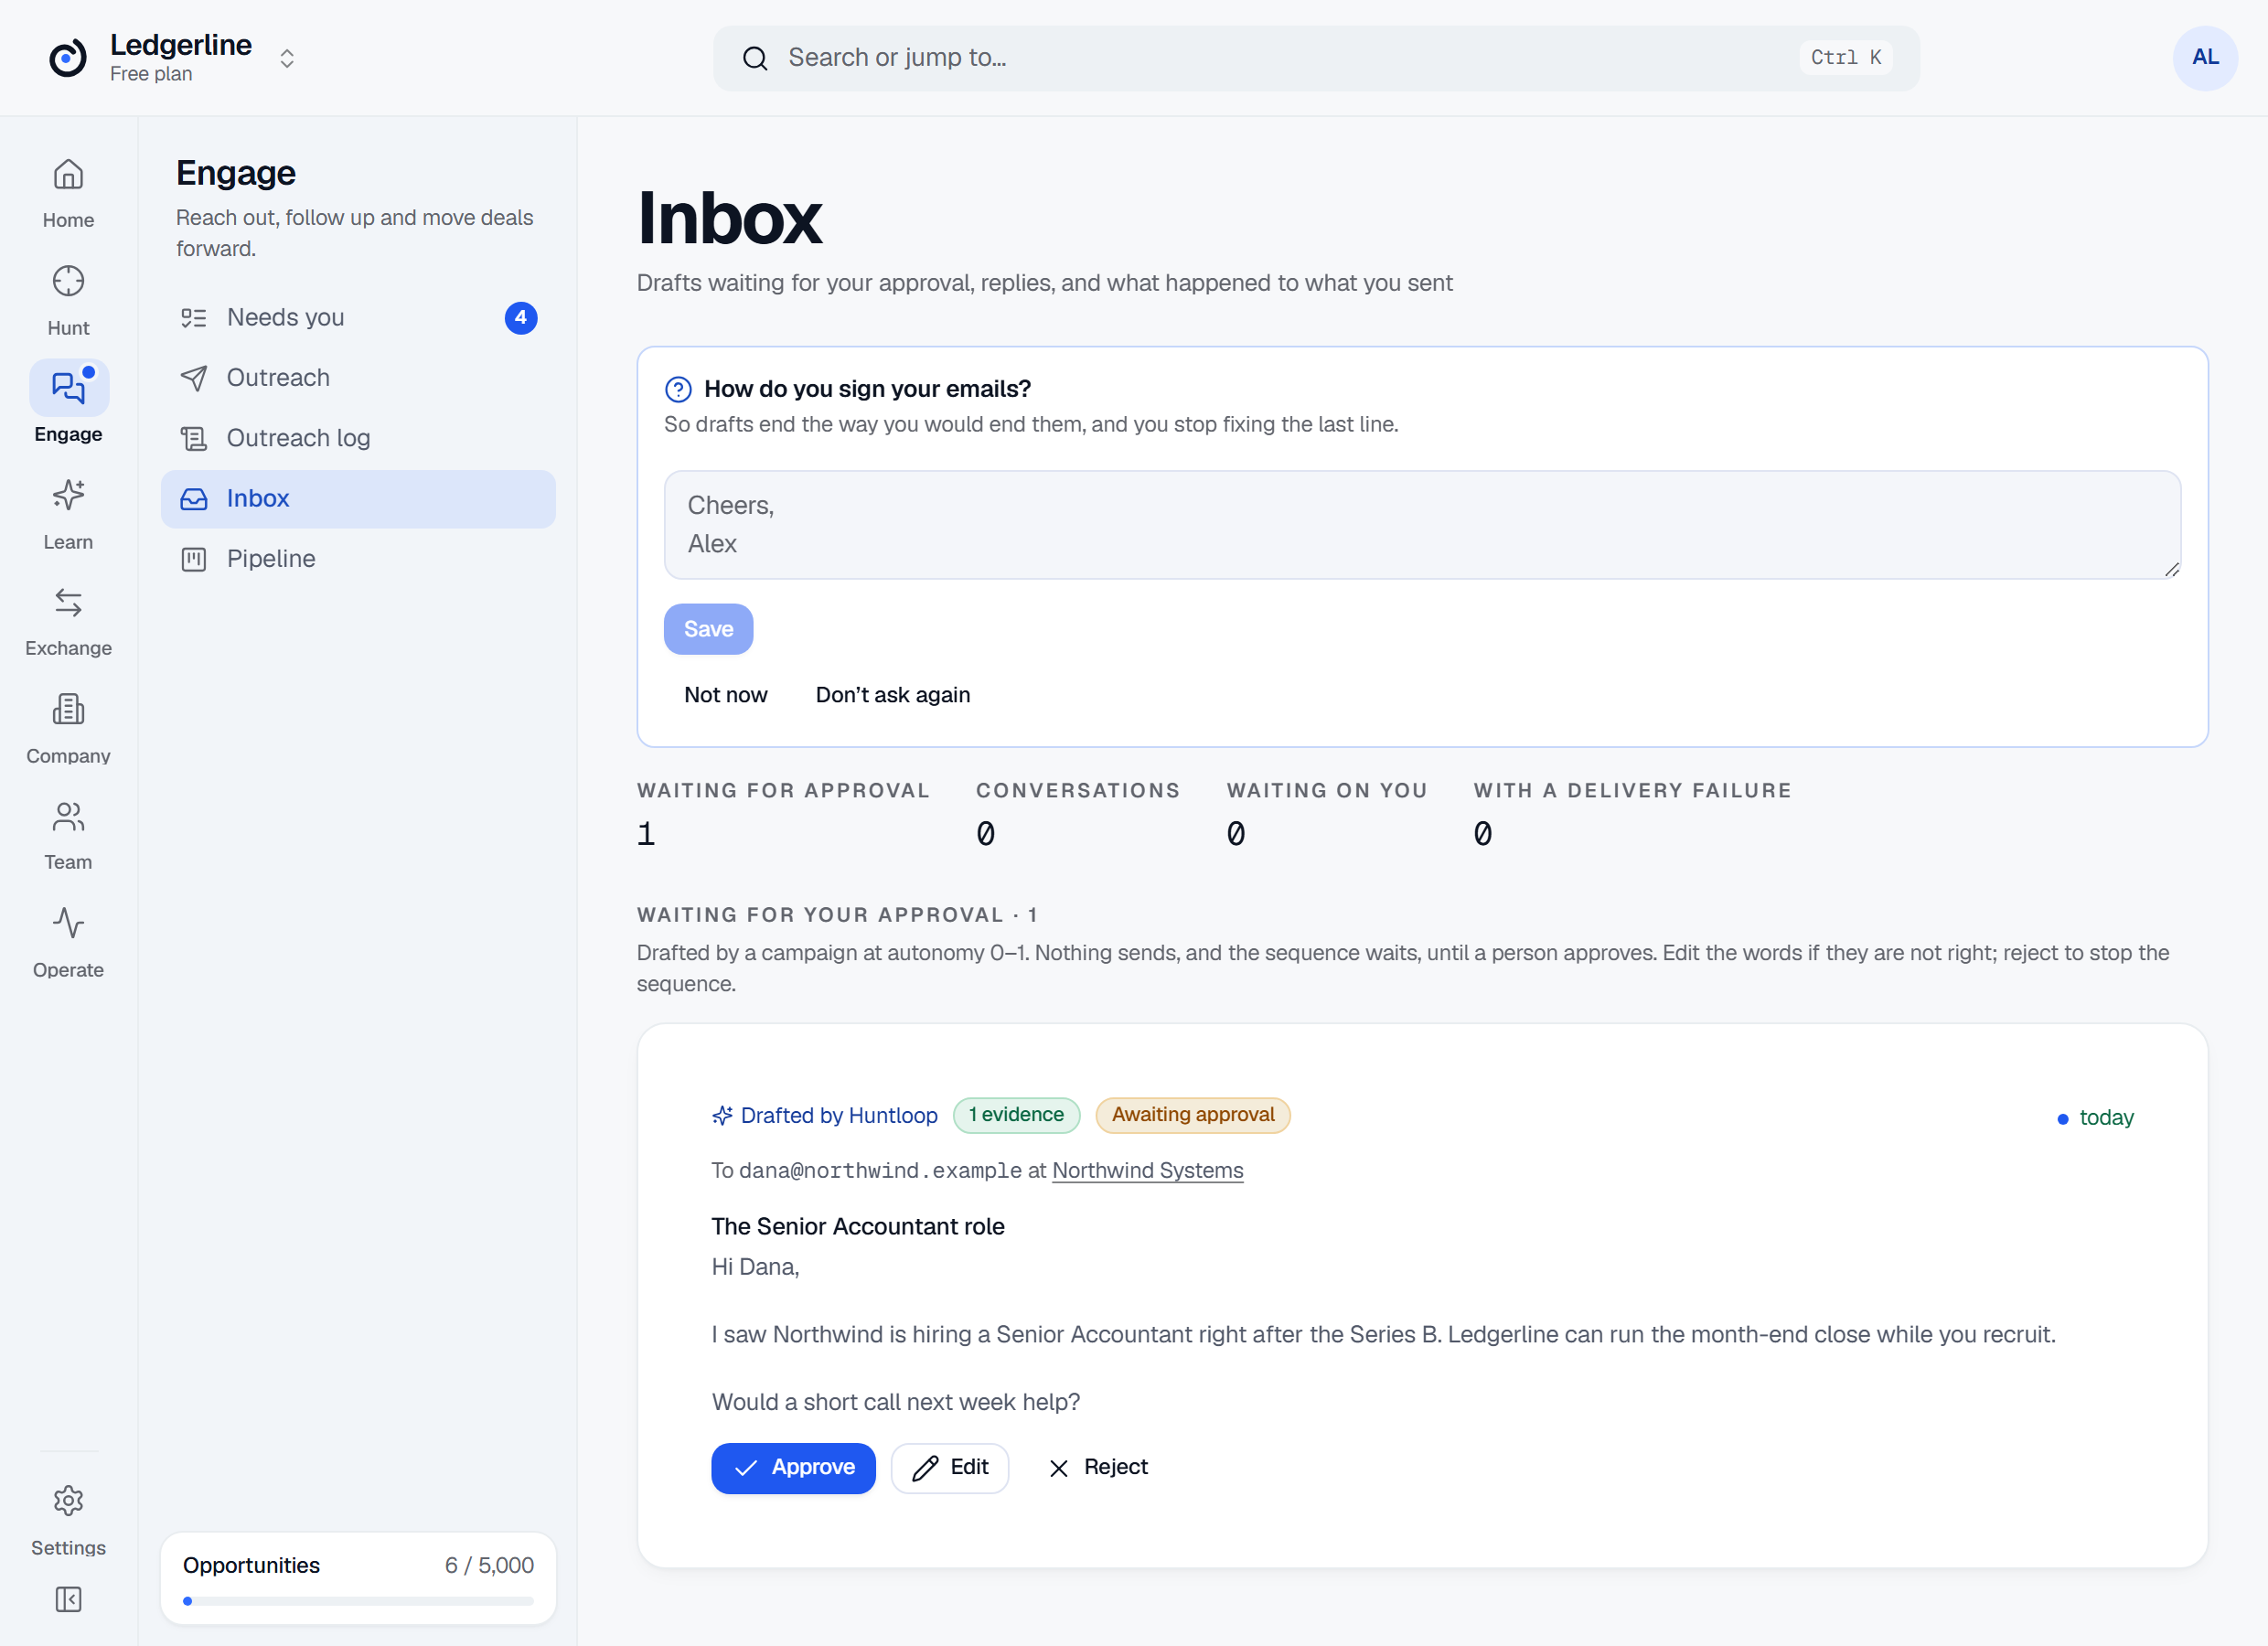 Ledgerline
Free plan
Search or jump to...
Ctrl K
AL
Home
Hunt
Engage
Learn
Exchange
Company
Team
Operate
Settings
Engage
Reach out, follow up and move deals
forward.
Needs you
4
Outreach
Outreach log
Inbox
Pipeline
Opportunities
6 / 5,000
Inbox
Drafts waiting for your approval, replies, and what happened to what you sent
How do you sign your emails?
So drafts end the way you would end them, and you stop fixing the last line.
Cheers,
Alex
Save
Not now
Don’t ask again
WAITING FOR APPROVAL
1
CONVERSATIONS
0
WAITING ON YOU
0
WITH A DELIVERY FAILURE
0
WAITING FOR YOUR APPROVAL · 1
Drafted by a campaign at autonomy 0–1. Nothing sends, and the sequence waits, until a person approves. Edit the words if they are not right; reject to stop the
sequence.
Drafted by Huntloop
1 evidence
Awaiting approval
today
To dana@northwind.example at Northwind Systems
The Senior Accountant role
Hi Dana,
I saw Northwind is hiring a Senior Accountant right after the Series B. Ledgerline can run the month-end close while you recruit.
Would a short call next week help?
Approve
Edit
Reject